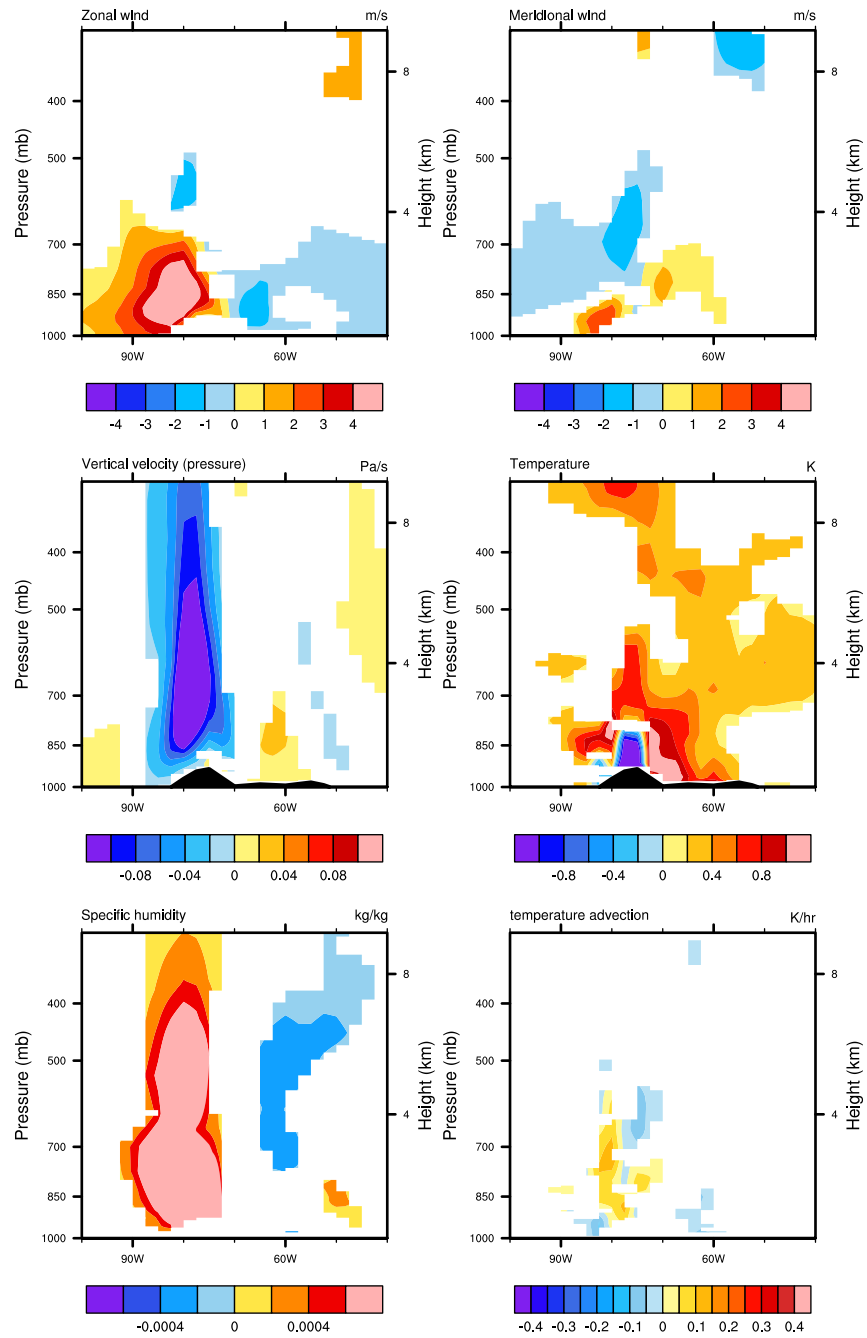 Zonal wind m/s
Pressure (mb)
400
500
700
850
1000
8
4
Height (km)
90W 60W
-4 -3 -2 -1 0 1 2 3 4
Meridional wind m/s
Pressure (mb)
400
500
700
850
1000
8
4
Height (km)
90W 60W
-4 -3 -2 -1 0 1 2 3 4
Vertical velocity (pressure) Pa/s
Pressure (mb)
400
500
700
850
1000
8
4
Height (km)
90W 60W
-0.08 -0.04 0 0.04 0.08
Temperature K
Pressure (mb)
400
500
700
850
1000
8
4
Height (km)
90W 60W
-0.8 -0.4 0 0.4 0.8
Specific humidity kg/kg
Pressure (mb)
400
500
700
850
1000
8
4
Height (km)
90W 60W
-0.0004 0 0.0004
temperature advection K/hr
Pressure (mb)
400
500
700
850
1000
8
4
Height (km)
90W 60W
-0.4 -0.3 -0.2 -0.1 0 0.1 0.2 0.3 0.4